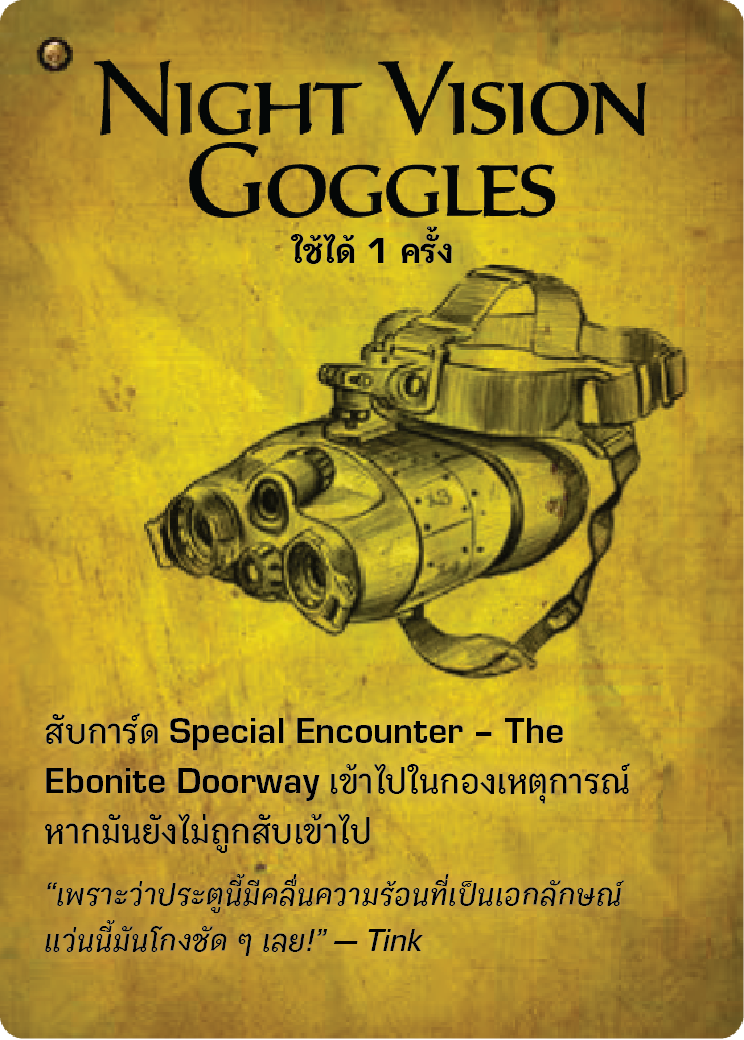 NIGHT VISION
GOGGLES
ใช้ได้ 1 ครั้ง
สับการ์ด Special Encounter – The
Ebonite Doorway เข้าไปในกองเหตุการณ์
หากมันยังไม่ถูกสับเข้าไป
“เพราะว่าประตูนี้มีคลื่นความร้อนที่เป็นเอกลักษณ์
แว่นนี้มันโกงชัด ๆ เลย!” — Tink